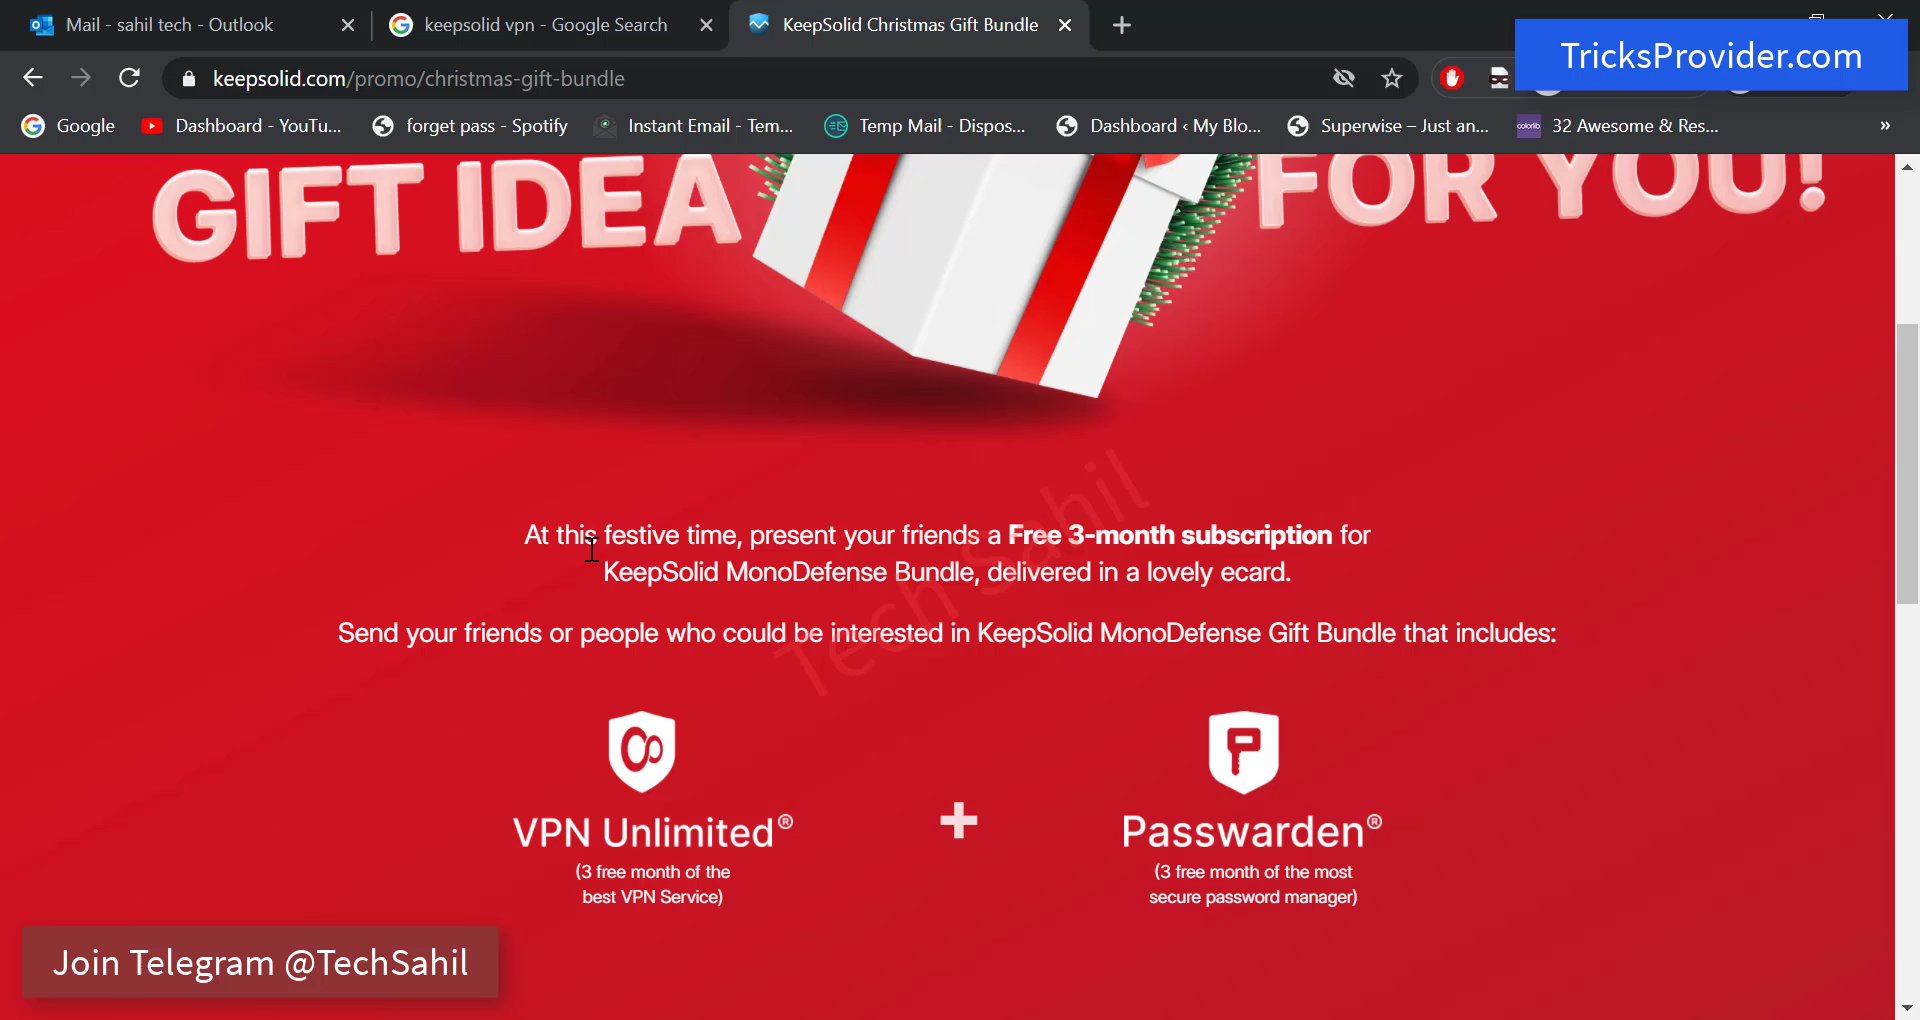 Mail - sahil tech - Outlook
keepsolid vpn - Google Search
KeepSolid Christmas Gift Bundle
TricksProvider.com
keepsolid.com/promo/christmas-gift-bundle
Google
Dashboard - YouTu...
forget pass - Spotify
Instant Email - Tem...
Temp Mail - Dispos...
Dashboard ‹ My Blo...
Superwise – Just an...
colorlib
32 Awesome & Res...
»
GIFT IDEA
FOR YOU!
At this festive time, present your friends a Free 3-month subscription for
KeepSolid MonoDefense Bundle, delivered in a lovely ecard.
Tech Sahil
Send your friends or people who could be interested in KeepSolid MonoDefense Gift Bundle that includes:
VPN Unlimited®
(3 free month of the
best VPN Service)
+
Passwarden®
(3 free month of the most
secure password manager)
Join Telegram @TechSahil